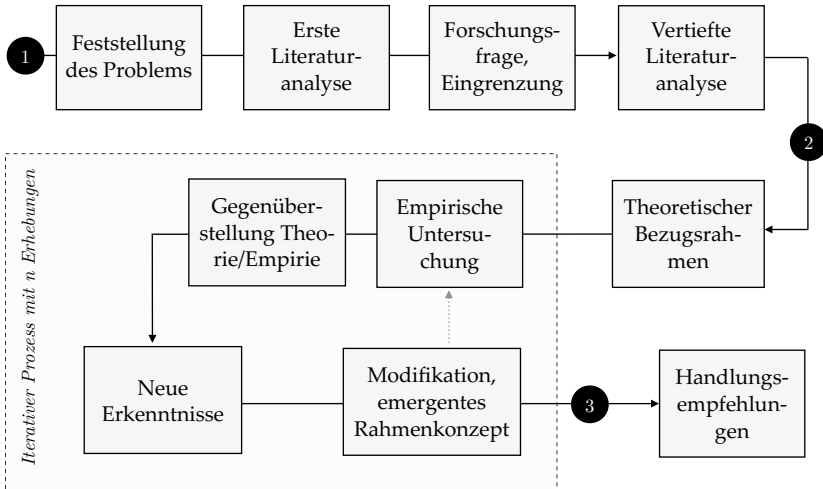 1
Feststellung
des Problems
Erste
Literatur-
analyse
Forschungs-
frage,
Eingrenzung
Vertiefte
Literatur-
analyse
2
Theoretischer
Bezugsrah-
men
Empirische
Untersu-
chung
Gegenüber-
stellung Theo-
rie/Empirie
Iterativer Prozess mit n Erhebungen
Neue
Erkenntnisse
Modifikation,
emergentes
Rahmenkonzept
3
Handlungs-
empfehlun-
gen